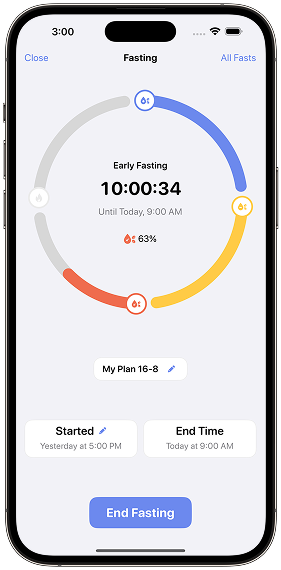 3:00
Close Fasting All Fasts
Early Fasting
10:00:34
Until Today, 9:00 AM
63%
My Plan 16-8
Started End Time
Yesterday at 5:00 PM Today at 9:00 AM
End Fasting